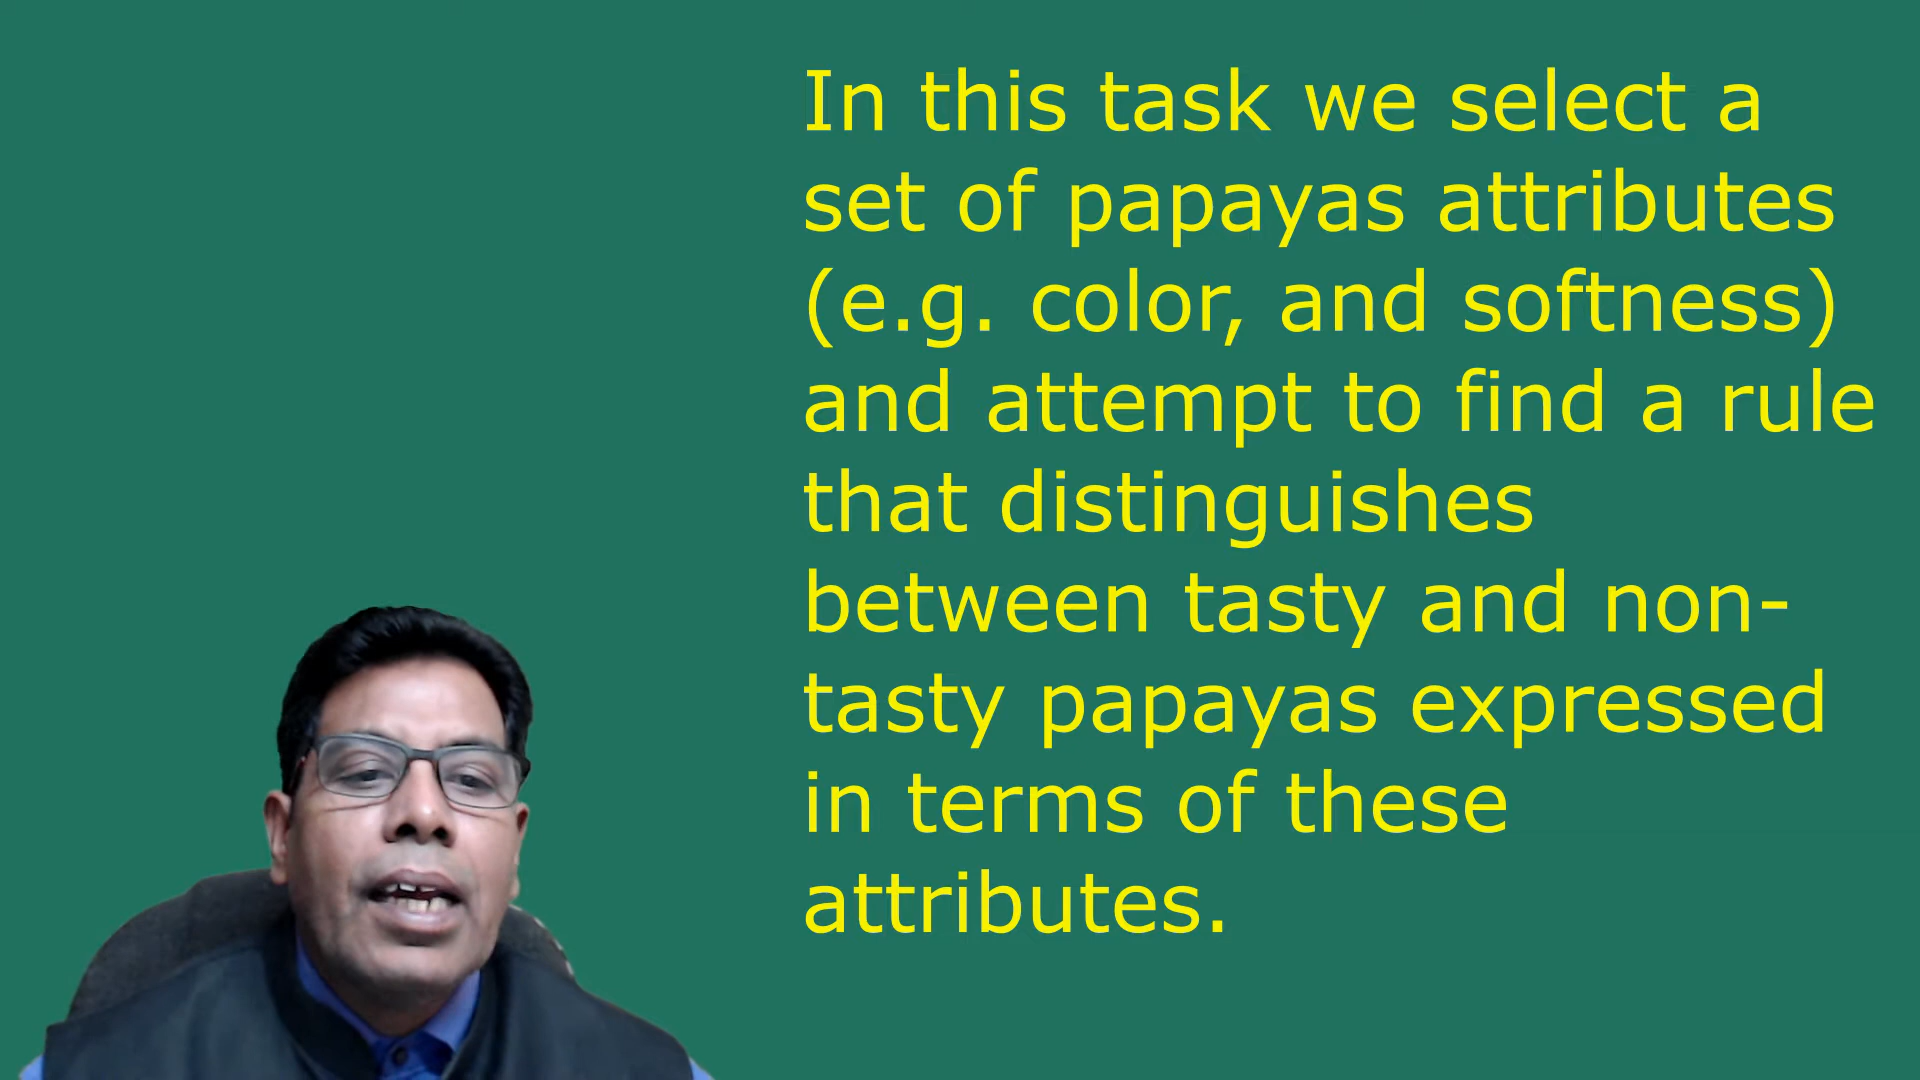 In this task we select a
set of papayas attributes
(e.g. color, and softness)
and attempt to find a rule
that distinguishes
between tasty and non-
tasty papayas expressed
in terms of these
attributes.